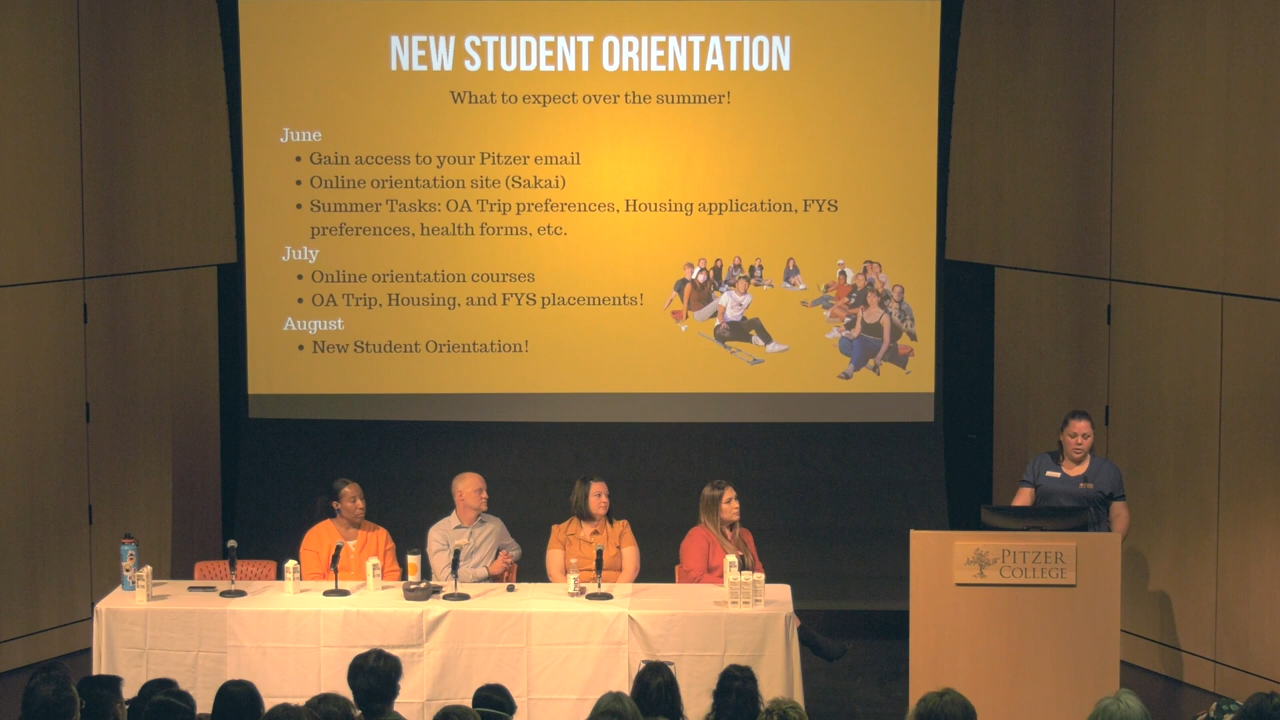 NEW STUDENT ORIENTATION
What to expect over the summer!
June
• Gain access to your Pitzer email
• Online orientation site (Sakai)
• Summer Tasks: OA Trip preferences, Housing application, FYS
preferences, health forms, etc.
July
• Online orientation courses
• OA Trip, Housing, and FYS placements!
August
• New Student Orientation!
PITZER
COLLEGE